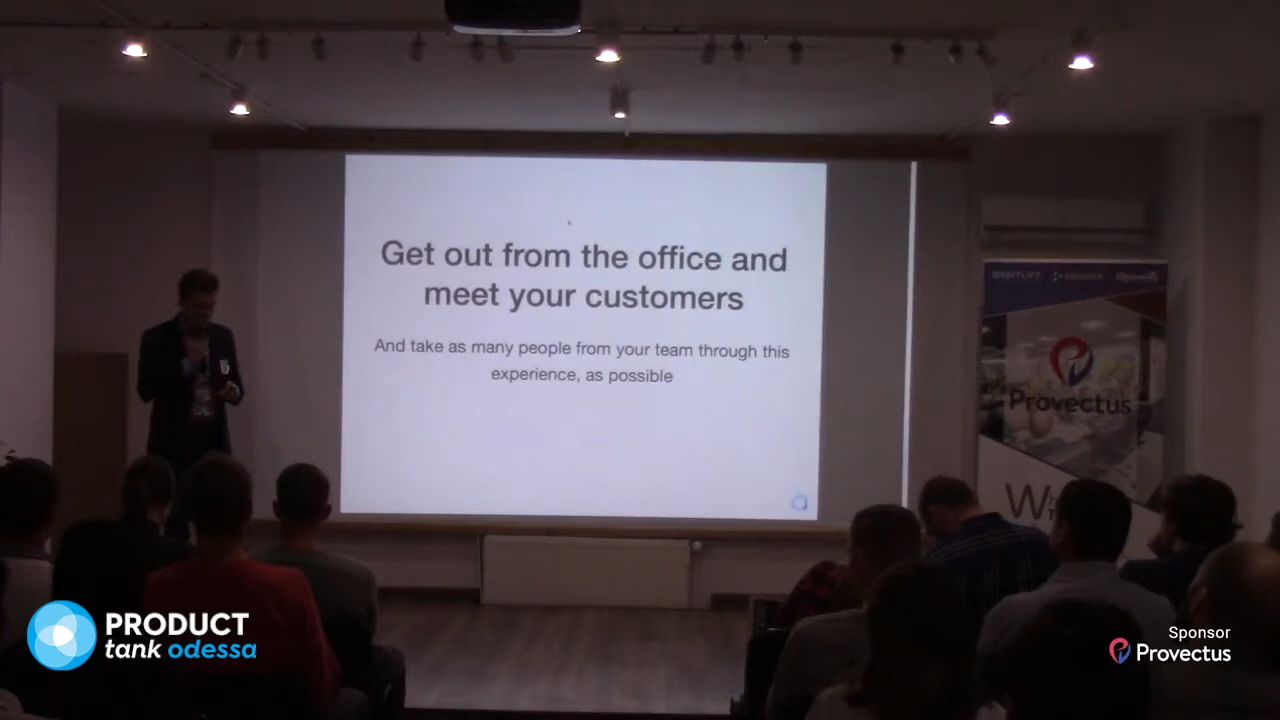 Get out from the office and
meet your customers
And take as many people from your team through this
experience, as possible
Provectus
W
PRODUCT
tank odessa
Sponsor
Provectus